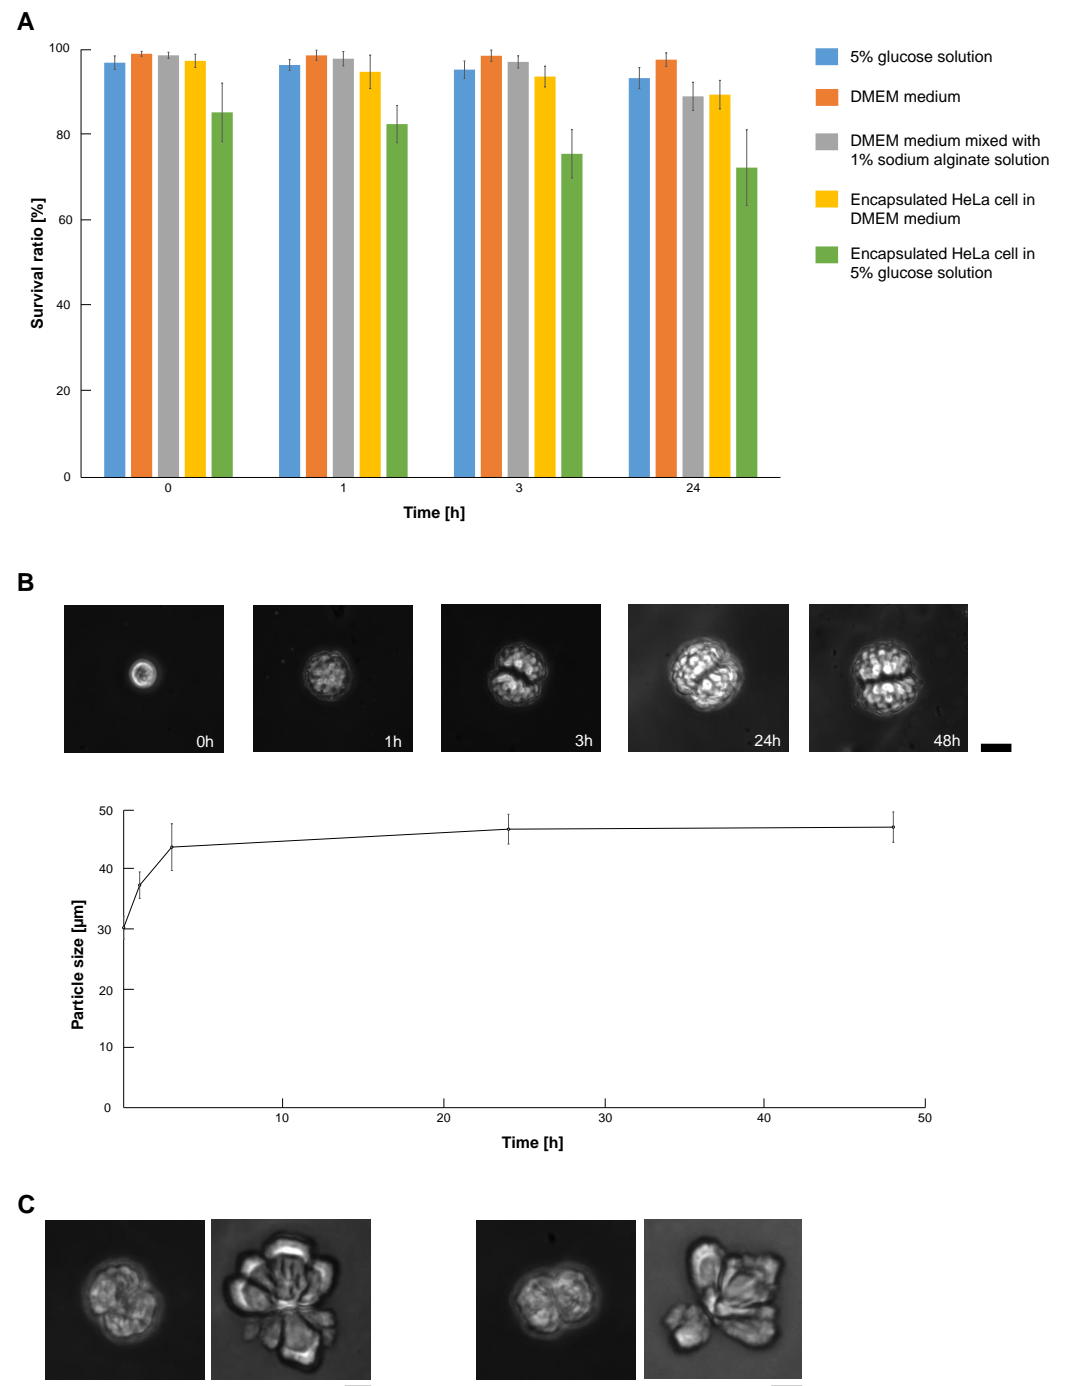 A
100
80
60
40
20
0
Survival ratio [%]
0
1
3
24
Time [h]
5% glucose solution
DMEM medium
DMEM medium mixed with
1% sodium alginate solution
Encapsulated HeLa cell in
DMEM medium
Encapsulated HeLa cell in
5% glucose solution
B
0h
1h
3h
24h
48h
50
40
30
20
10
0
Particle size [µm]
10
20
30
40
50
Time [h]
C